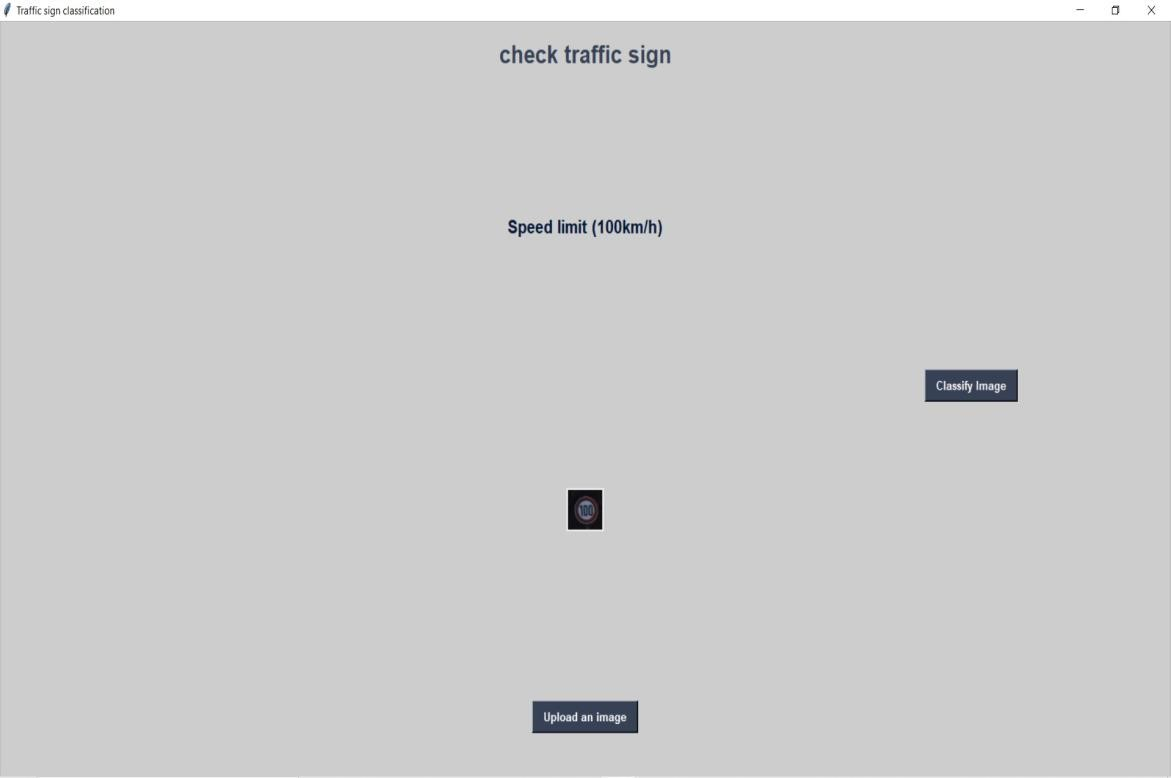 Traffic sign classification
check traffic sign
Speed limit (100km/h)
Classify Image
100
Upload an image